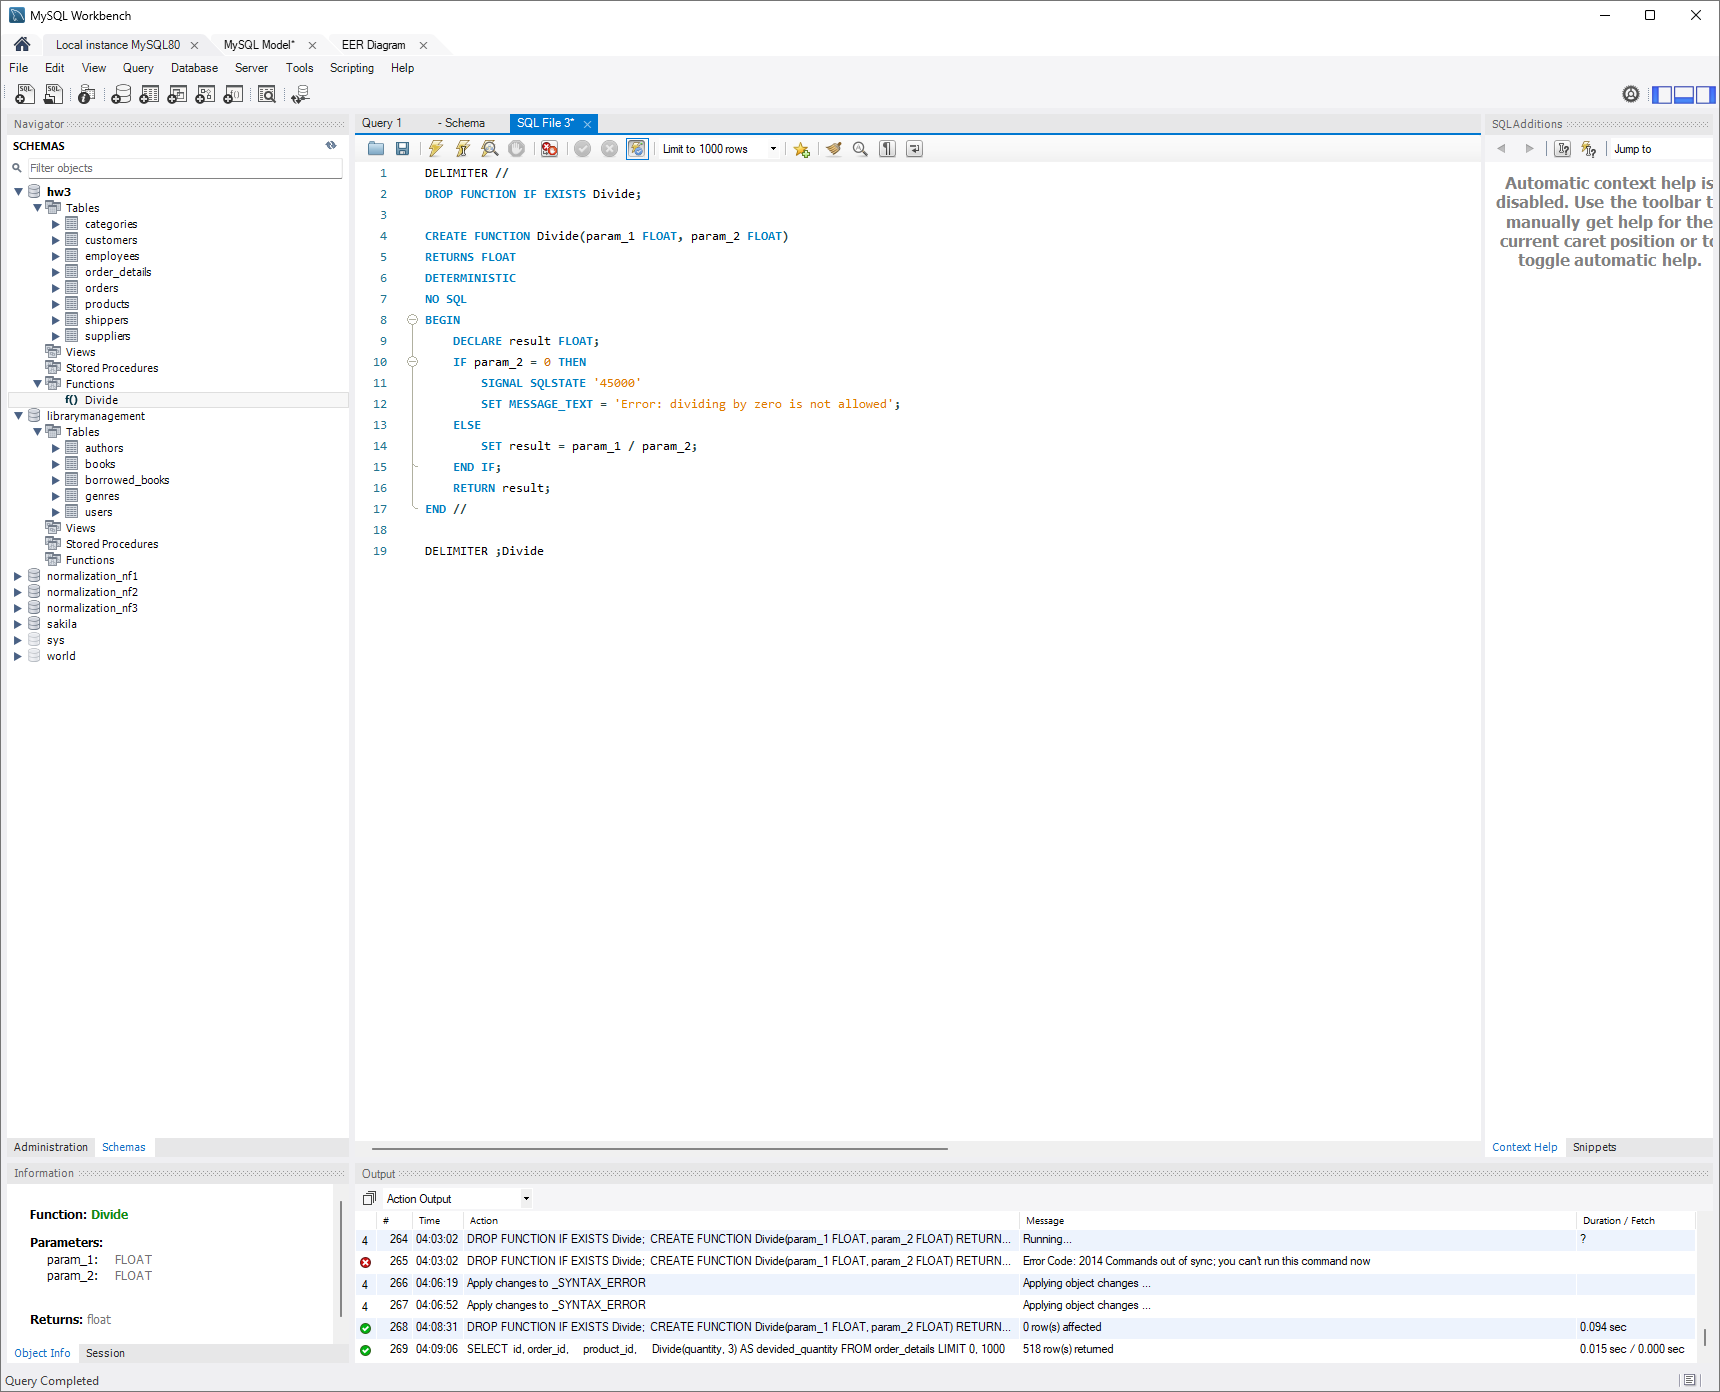 MySQL Workbench
Local instance MySQL80
MySQL Model*
EER Diagram
File Edit View Query Database Server Tools Scripting Help
Navigator
SCHEMAS
Filter objects
hw3
Tables
categories
customers
employees
order_details
orders
products
shippers
suppliers
Views
Stored Procedures
Functions
f() Divide
librarymanagement
Tables
authors
books
borrowed_books
genres
users
Views
Stored Procedures
Functions
normalization_nf1
normalization_nf2
normalization_nf3
sakila
sys
world
Administration Schemas
Information
Function: Divide
Parameters:
param_1: FLOAT
param_2: FLOAT
Returns: float
Object Info Session
Query Completed
Query 1 - Schema SQL File 3*
Limit to 1000 rows
1 DELIMITER //
2 DROP FUNCTION IF EXISTS Divide;
3
4 CREATE FUNCTION Divide(param_1 FLOAT, param_2 FLOAT)
5 RETURNS FLOAT
6 DETERMINISTIC
7 NO SQL
8 BEGIN
9 DECLARE result FLOAT;
10 IF param_2 = 0 THEN
11 SIGNAL SQLSTATE '45000'
12 SET MESSAGE_TEXT = 'Error: dividing by zero is not allowed';
13 ELSE
14 SET result = param_1 / param_2;
15 END IF;
16 RETURN result;
17 END //
18
19 DELIMITER ;Divide
SQLAdditions
Jump to
Automatic context help is
disabled. Use the toolbar t
manually get help for the
current caret position or to
toggle automatic help.
Context Help Snippets
Output
Action Output
# Time Action Message Duration / Fetch
4 264 04:03:02 DROP FUNCTION IF EXISTS Divide; CREATE FUNCTION Divide(param_1 FLOAT, param_2 FLOAT) RETURN... Running... ?
265 04:03:02 DROP FUNCTION IF EXISTS Divide; CREATE FUNCTION Divide(param_1 FLOAT, param_2 FLOAT) RETURN... Error Code: 2014 Commands out of sync; you can't run this command now
4 266 04:06:19 Apply changes to _SYNTAX_ERROR Applying object changes ...
4 267 04:06:52 Apply changes to _SYNTAX_ERROR Applying object changes ...
268 04:08:31 DROP FUNCTION IF EXISTS Divide; CREATE FUNCTION Divide(param_1 FLOAT, param_2 FLOAT) RETURN... 0 row(s) affected 0.094 sec
269 04:09:06 SELECT id, order_id, product_id, Divide(quantity, 3) AS devided_quantity FROM order_details LIMIT 0, 1000 518 row(s) returned 0.015 sec / 0.000 sec